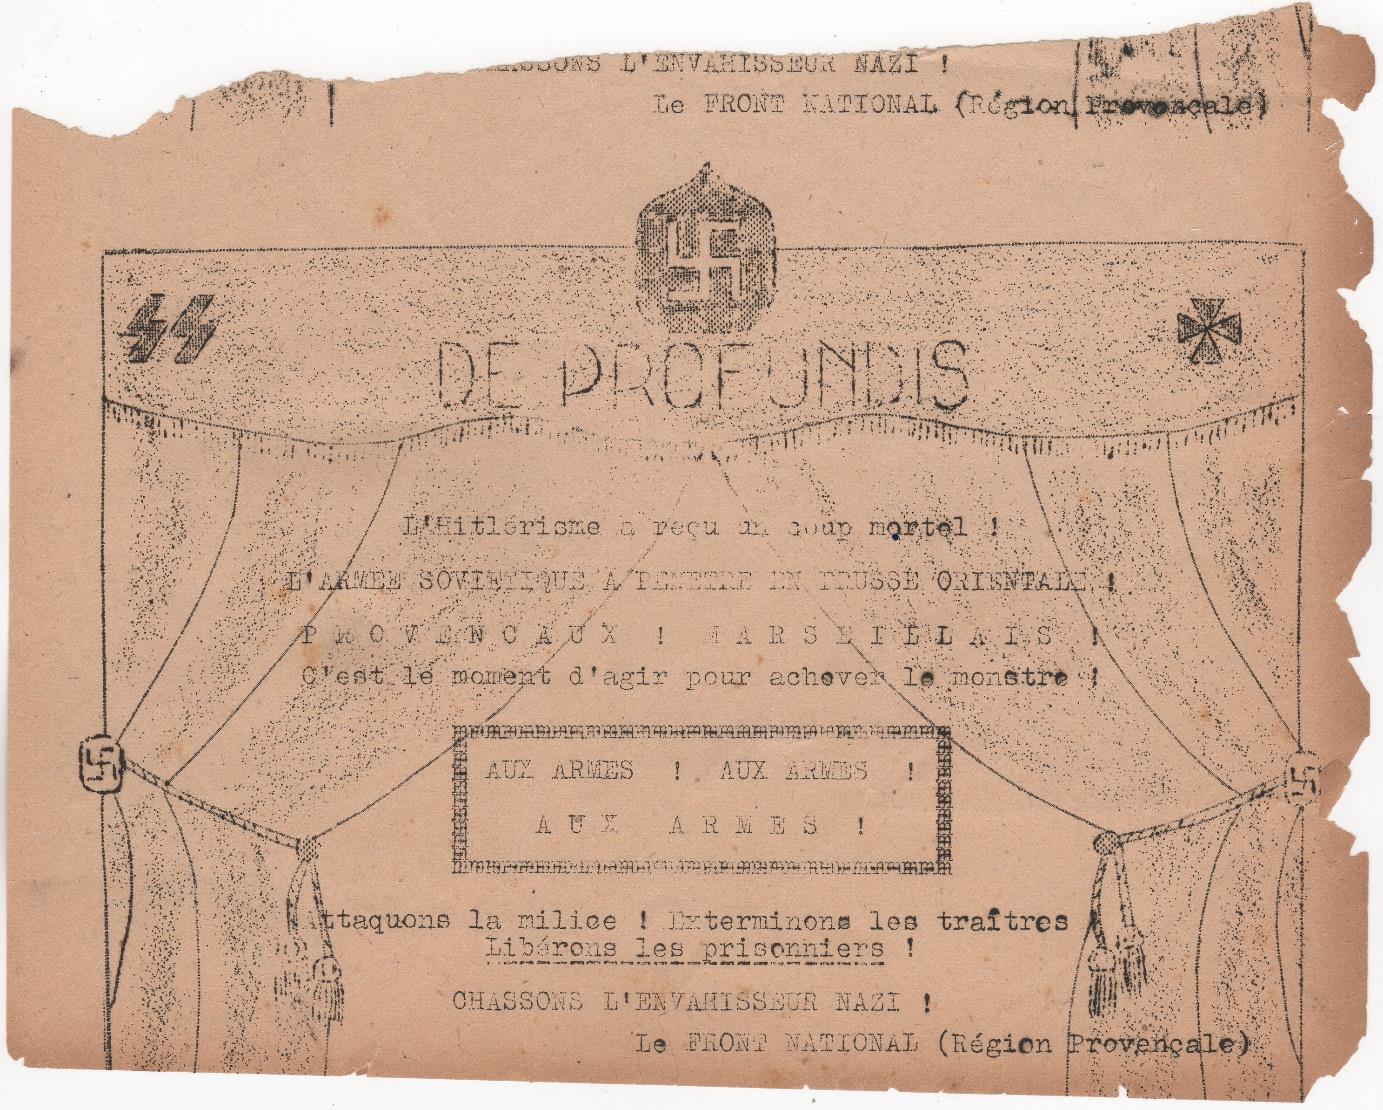 CHASSONS L'ENVAHISSEUR NAZI !
Le FRONT NATIONAL (Région Provençale)
SS
DE PROFUNDIS
L'Hitlérisme a reçu un coup mortel !
L'ARMEE SOVIETIQUE A PENETRE EN PRUSSE ORIENTALE !
PROVENCAUX ! MARSEILLAIS !
C'est le moment d'agir pour achever le monstre !
AUX ARMES ! AUX ARMES !
AUX ARMES !
Attaquons la milice ! Exterminons les traîtres !
Libérons les prisonniers !
CHASSONS L'ENVAHISSEUR NAZI !
Le FRONT NATIONAL (Région Provençale)